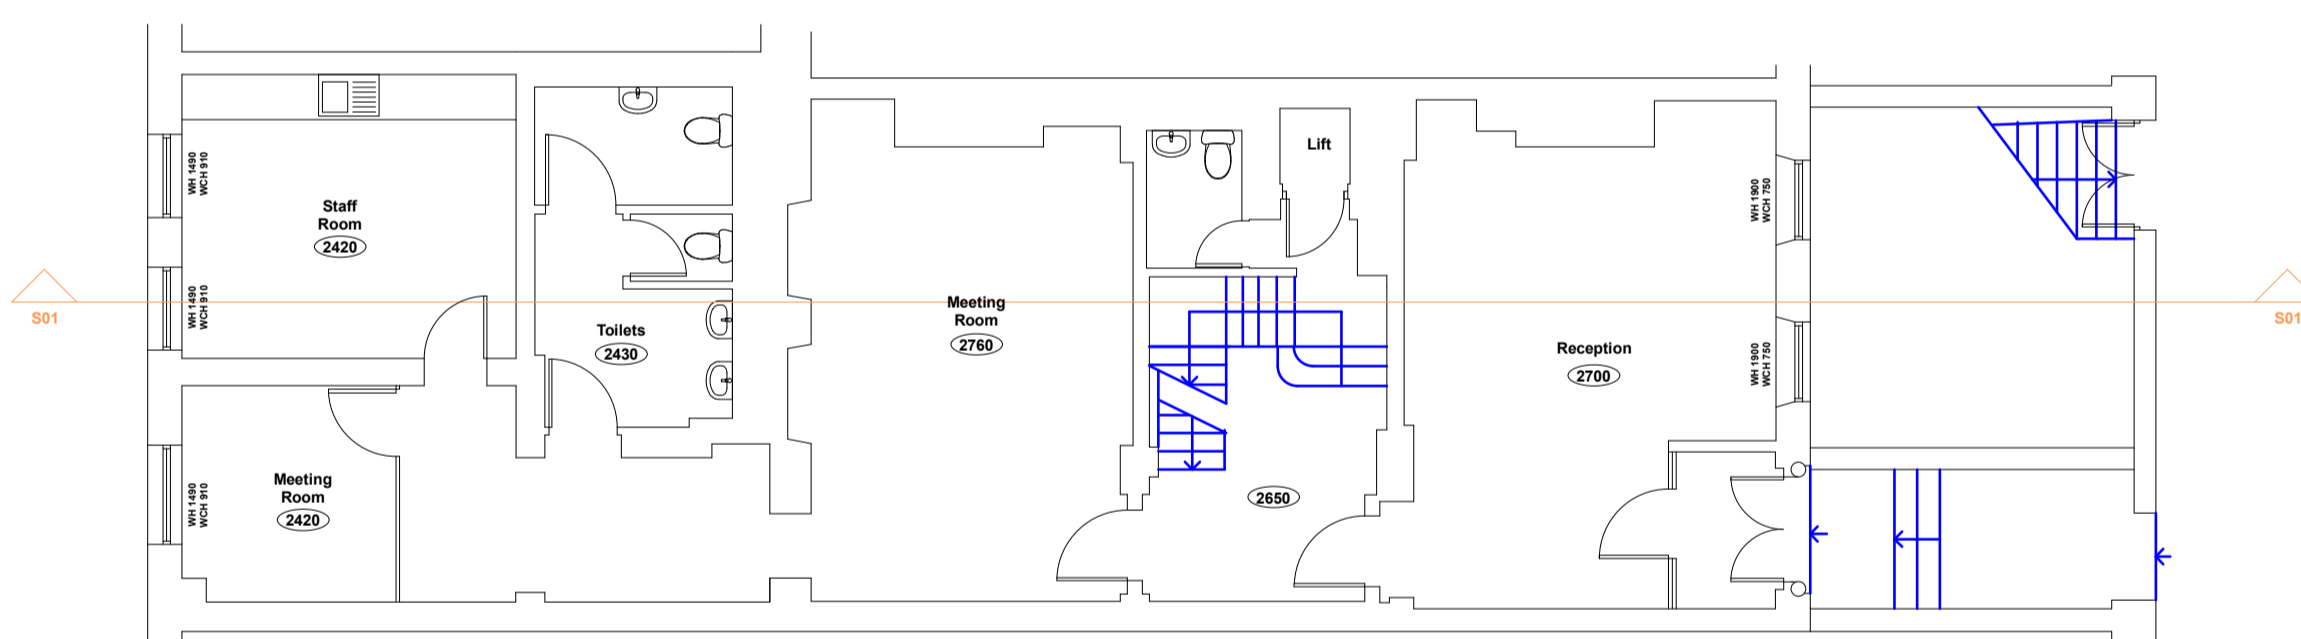 Lift
WH 1490
WCH 910
Staff
Room
2420
WH 1900
WCH 750
WH 1490
WCH 910
Meeting
Room
2760
S01
S01
Toilets
2430
Reception
2700
WH 1900
WCH 750
Meeting
Room
2420
WH 1490
WCH 910
2650